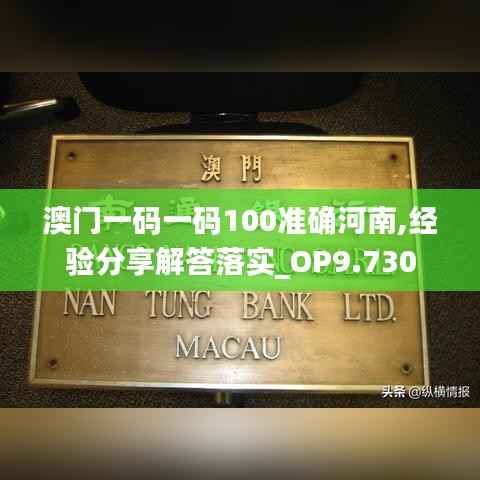 澳門
澳门一码一码100准确河南,经
验分享解答落实_OP9.730
NAN TUNG BANK LTD.
MACAU
头条 @纵横情报